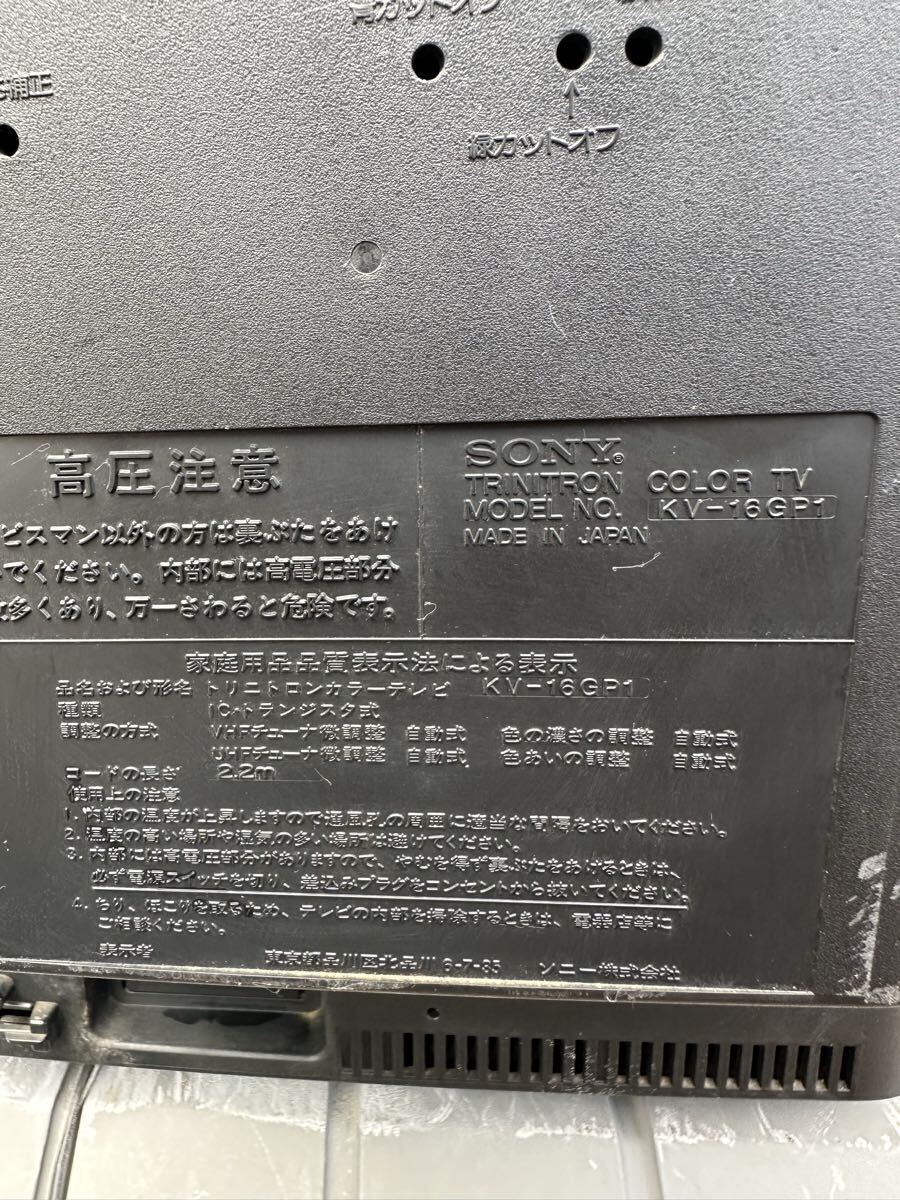 青カットオフ
補正
緑カットオフ
高圧注意
ビスマン以外の方は裏ぶたをあけ
でください。内部には高電圧部分
多くあり、万一さわると危険です。
SONY®
TRINITRON COLOR TV
MODEL NO. KV-16GP1
MADE IN JAPAN
家庭用品品質表示法による表示
品名および形名 トリニトロンカラーテレビ KV-16GP1
種類 IC・トランジスタ式
調整の方式 VHFチューナ微調整 自動式 色の濃さの調整 自動式
UHFチューナ微調整 自動式 色あいの調整 自動式
コードの長さ 2.2m
使用上の注意
1. 内部の温度が上昇しますので通風孔の周囲に適当な間隔をおいてください。
2. 温度の高い場所や湿気の多い場所は避けてください。
3. 内部には高電圧部分がありますので、やむを得ず裏ぶたをあけるときは、
必ず電源スイッチを切り、差込みプラグをコンセントから抜いてください。
4. ちり、ほこりを取るため、テレビの内部を掃除するときは、電器店等に
ご相談ください。
表示者 東京都品川区北品川 6-7-35 ソニー株式会社